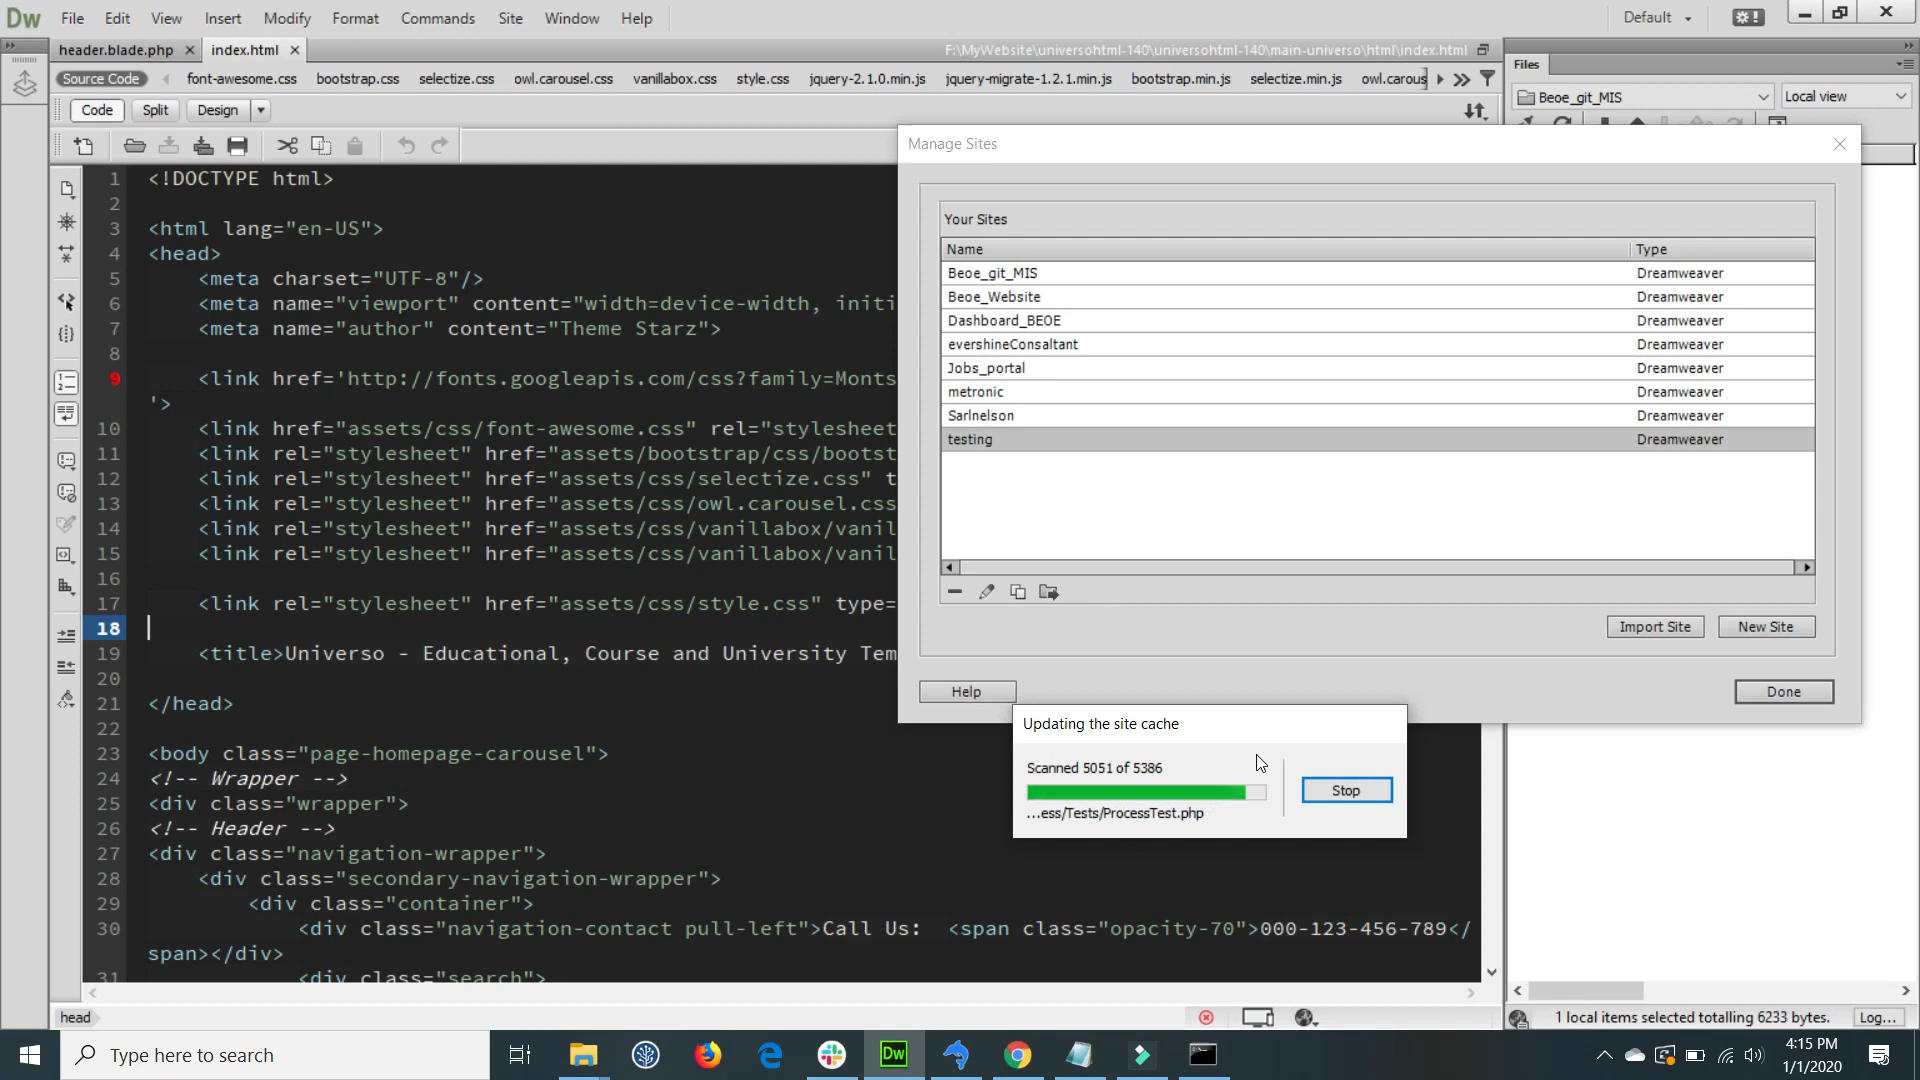 Dw File Edit View Insert Modify Format Commands Site Window Help Default
header.blade.php index.html F:\MyWebsite\universohtml-140\universohtml-140\main-universo\html\index.html
Source Code font-awesome.css bootstrap.css selectize.css owl.carousel.css vanillabox.css style.css jquery-2.1.0.min.js jquery-migrate-1.2.1.min.js bootstrap.min.js selectize.min.js owl.carous
Code Split Design
Files
Beoe_git_MIS Local view
1 <!DOCTYPE html>
2
3 <html lang="en-US">
4 <head>
5 <meta charset="UTF-8"/>
6 <meta name="viewport" content="width=device-width, initi
7 <meta name="author" content="Theme Starz">
8
9 <link href='http://fonts.googleapis.com/css?family=Monts
'>
10 <link href="assets/css/font-awesome.css" rel="stylesheet
11 <link rel="stylesheet" href="assets/bootstrap/css/bootst
12 <link rel="stylesheet" href="assets/css/selectize.css" t
13 <link rel="stylesheet" href="assets/css/owl.carousel.css
14 <link rel="stylesheet" href="assets/css/vanillabox/vanil
15 <link rel="stylesheet" href="assets/css/vanillabox/vanil
16
17 <link rel="stylesheet" href="assets/css/style.css" type=
18
19 <title>Universo - Educational, Course and University Tem
20
21 </head>
22
23 <body class="page-homepage-carousel">
24 <!-- Wrapper -->
25 <div class="wrapper">
26 <!-- Header -->
27 <div class="navigation-wrapper">
28 <div class="secondary-navigation-wrapper">
29 <div class="container">
30 <div class="navigation-contact pull-left">Call Us: <span class="opacity-70">000-123-456-789</
span></div>
31 <div class="search">
Manage Sites
Your Sites
Name Type
Beoe_git_MIS Dreamweaver
Beoe_Website Dreamweaver
Dashboard_BEOE Dreamweaver
evershineConsaltant Dreamweaver
Jobs_portal Dreamweaver
metronic Dreamweaver
Sarlnelson Dreamweaver
testing Dreamweaver
Import Site New Site
Help Done
Updating the site cache
Scanned 5051 of 5386
Stop
...ess/Tests/ProcessTest.php
head
1 local items selected totalling 6233 bytes. Log...
Type here to search
Dw
4:15 PM
1/1/2020